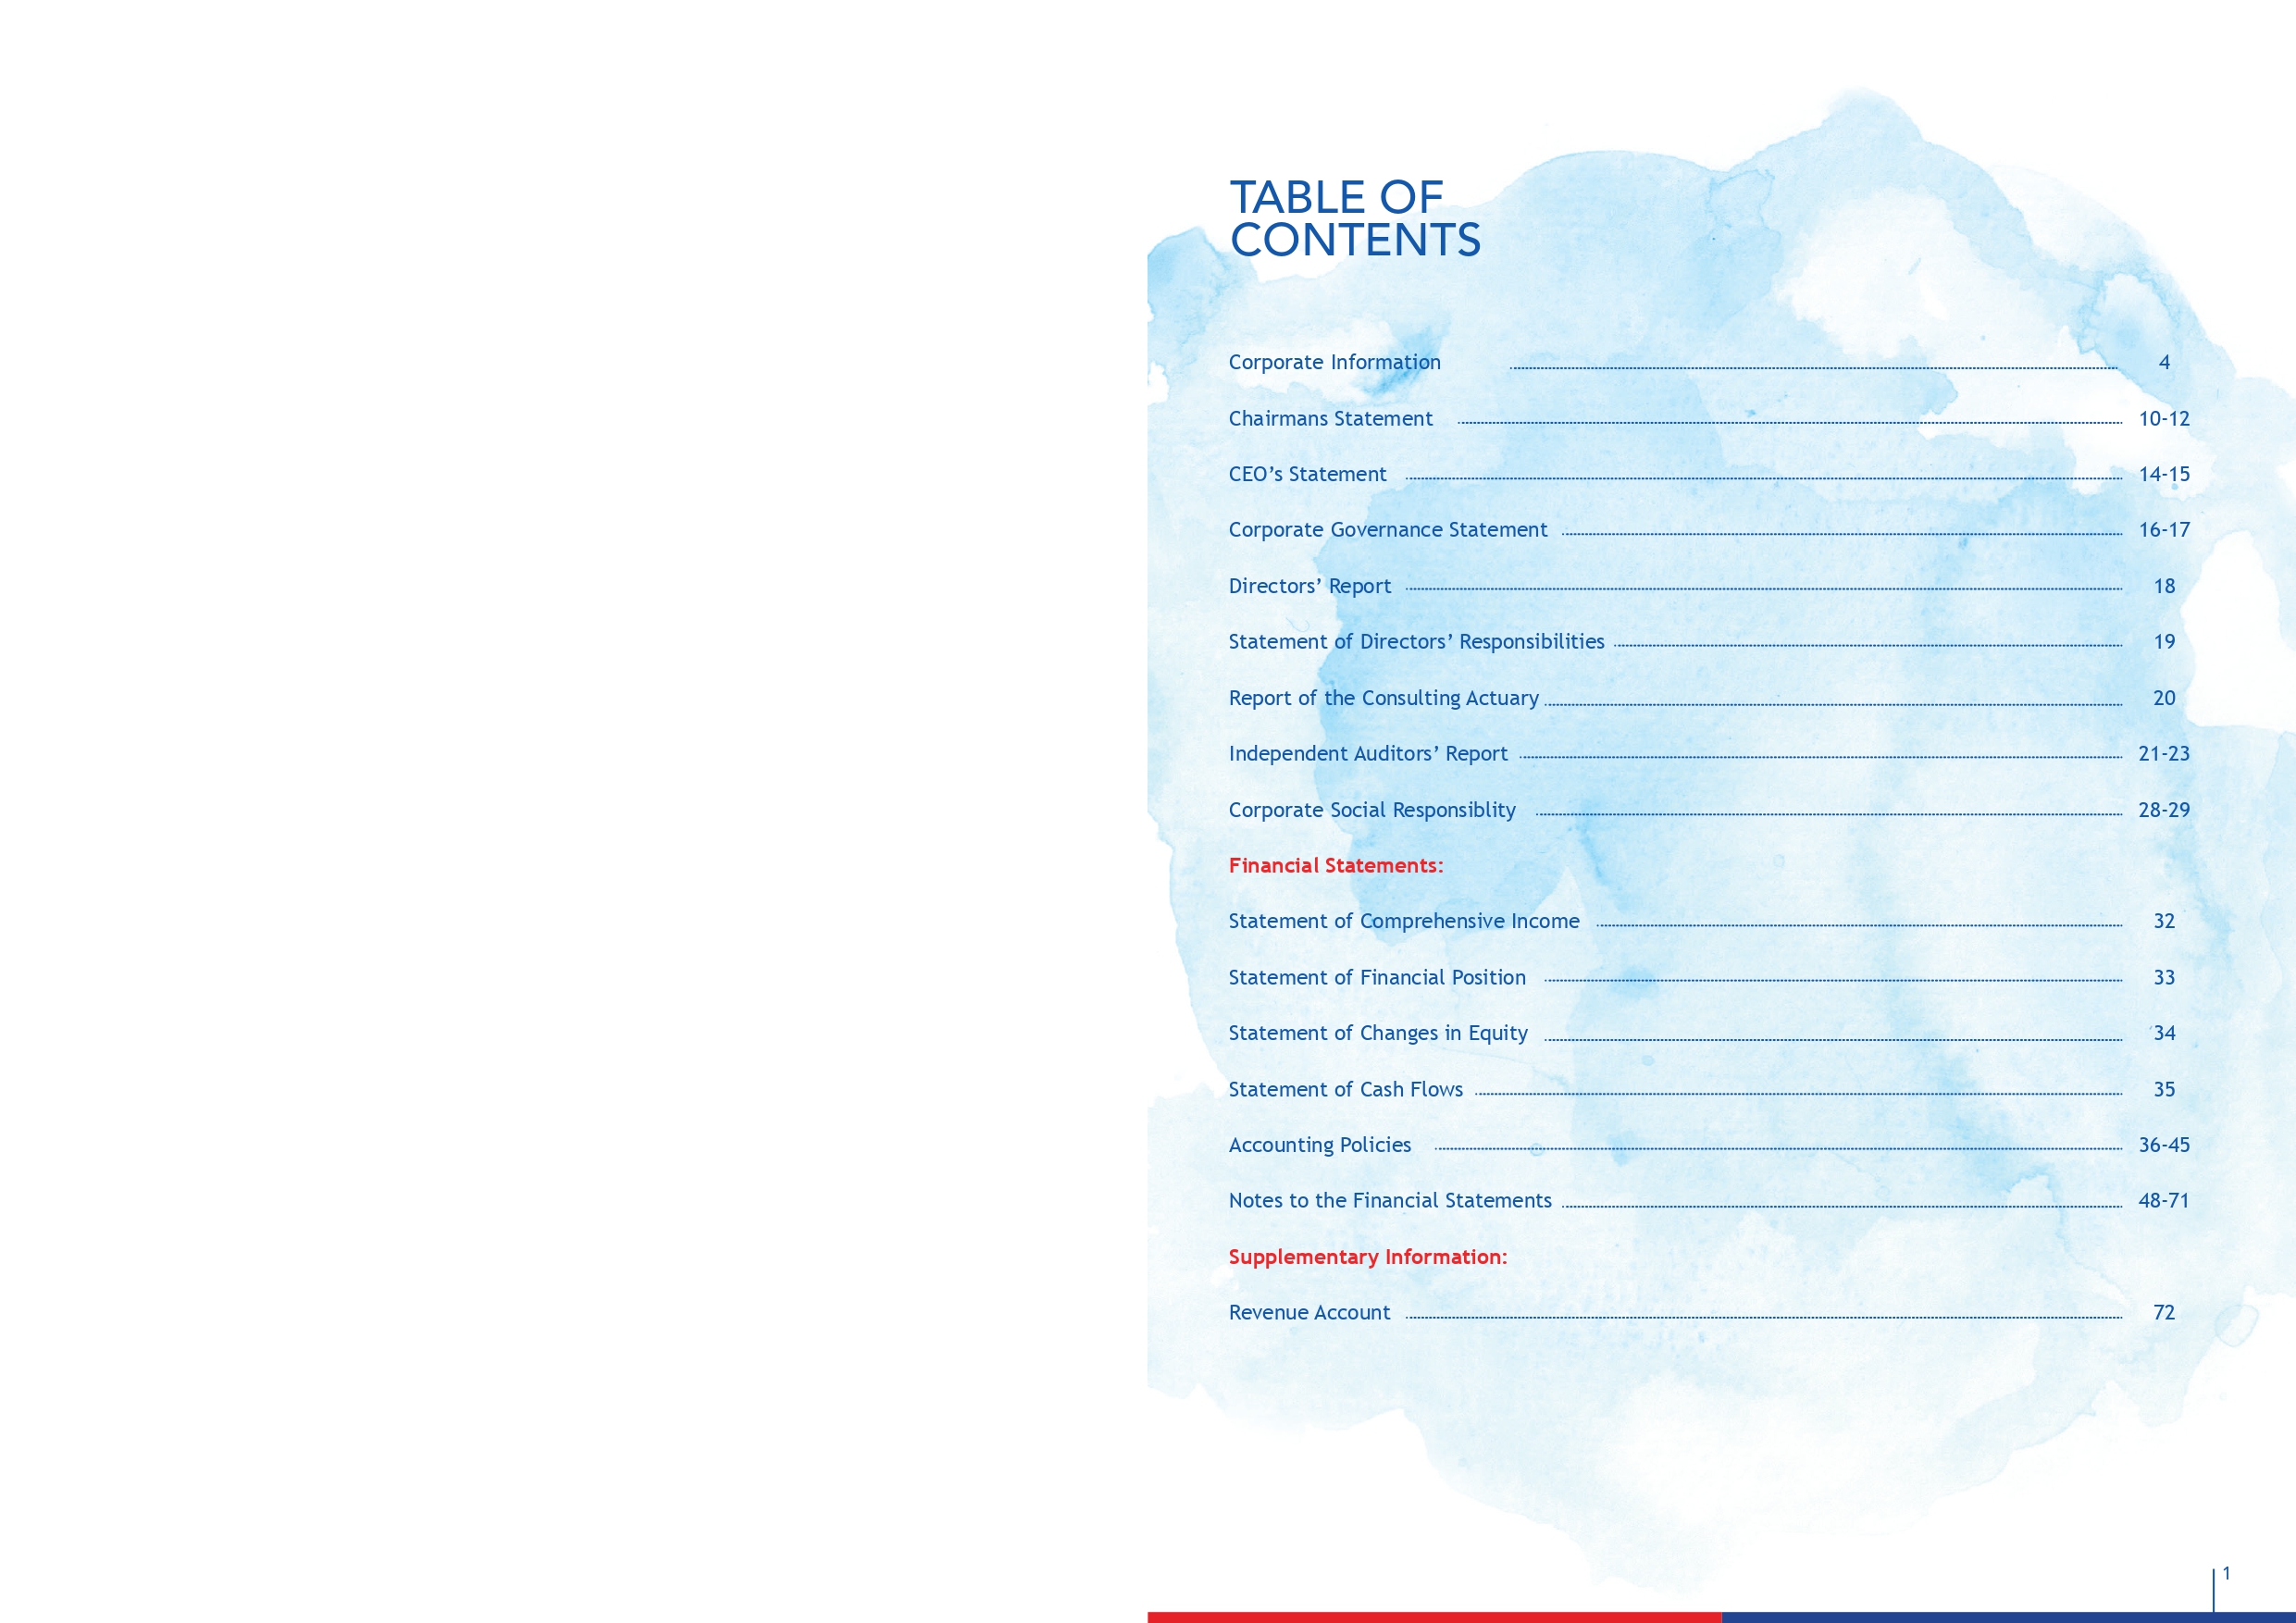 TABLE OF
CONTENTS
Corporate Information 4
Chairmans Statement 10-12
CEO’s Statement 14-15
Corporate Governance Statement 16-17
Directors’ Report 18
Statement of Directors’ Responsibilities 19
Report of the Consulting Actuary 20
Independent Auditors’ Report 21-23
Corporate Social Responsiblity 28-29
Financial Statements:
Statement of Comprehensive Income 32
Statement of Financial Position 33
Statement of Changes in Equity 34
Statement of Cash Flows 35
Accounting Policies 36-45
Notes to the Financial Statements 48-71
Supplementary Information:
Revenue Account 72
1